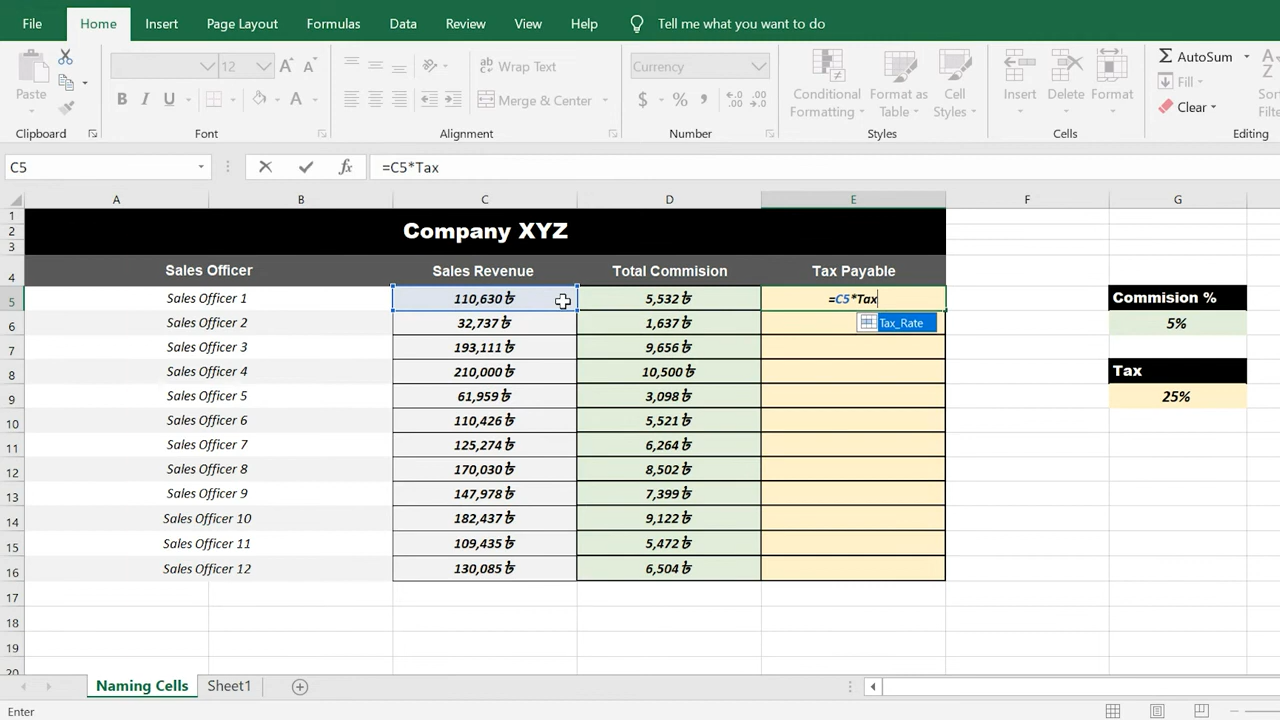 File Home Insert Page Layout Formulas Data Review View Help Tell me what you want to do
Currency
12
Wrap Text
AutoSum
Paste
Merge & Center
Conditional Formatting
Format as Table
Cell Styles
Insert
Delete
Format
Fill
Clear
Clipboard Font Alignment Number Styles Cells Editing
C5 =C5*Tax
A B C D E F G
1
2 Company XYZ
3
4 Sales Officer Sales Revenue Total Commision Tax Payable
5 Sales Officer 1 110,630 ₺ 5,532 ₺ =C5*Tax Commision %
6 Sales Officer 2 32,737 ₺ 1,637 ₺ Tax_Rate 5%
7 Sales Officer 3 193,111 ₺ 9,656 ₺
8 Sales Officer 4 210,000 ₺ 10,500 ₺ Tax
9 Sales Officer 5 61,959 ₺ 3,098 ₺ 25%
10 Sales Officer 6 110,426 ₺ 5,521 ₺
11 Sales Officer 7 125,274 ₺ 6,264 ₺
12 Sales Officer 8 170,030 ₺ 8,502 ₺
13 Sales Officer 9 147,978 ₺ 7,399 ₺
14 Sales Officer 10 182,437 ₺ 9,122 ₺
15 Sales Officer 11 109,435 ₺ 5,472 ₺
16 Sales Officer 12 130,085 ₺ 6,504 ₺
17
18
19
20
Naming Cells Sheet1
Enter